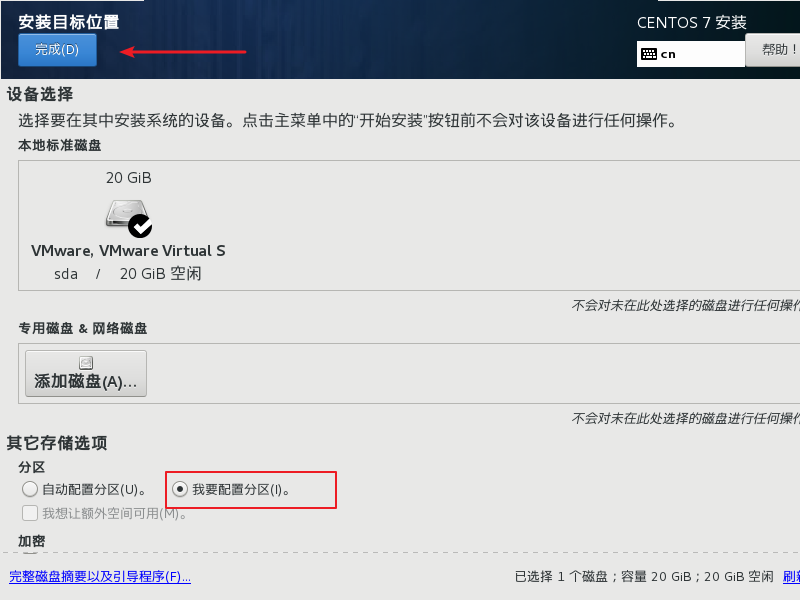 安装目标位置
CENTOS 7 安装
完成(D)
cn
帮助！
设备选择
选择要在其中安装系统的设备。点击主菜单中的“开始安装”按钮前不会对该设备进行任何操作。
本地标准磁盘
20 GiB
VMware, VMware Virtual S
sda / 20 GiB 空闲
不会对未在此处选择的磁盘进行任何操作
专用磁盘 & 网络磁盘
添加磁盘(A)...
不会对未在此处选择的磁盘进行任何操作
其它存储选项
分区
自动配置分区(U)。 我要配置分区(I)。
我想让额外空间可用(M)。
加密
完整磁盘摘要以及引导程序(F)... 已选择 1 个磁盘；容量 20 GiB；20 GiB 空闲 刷新